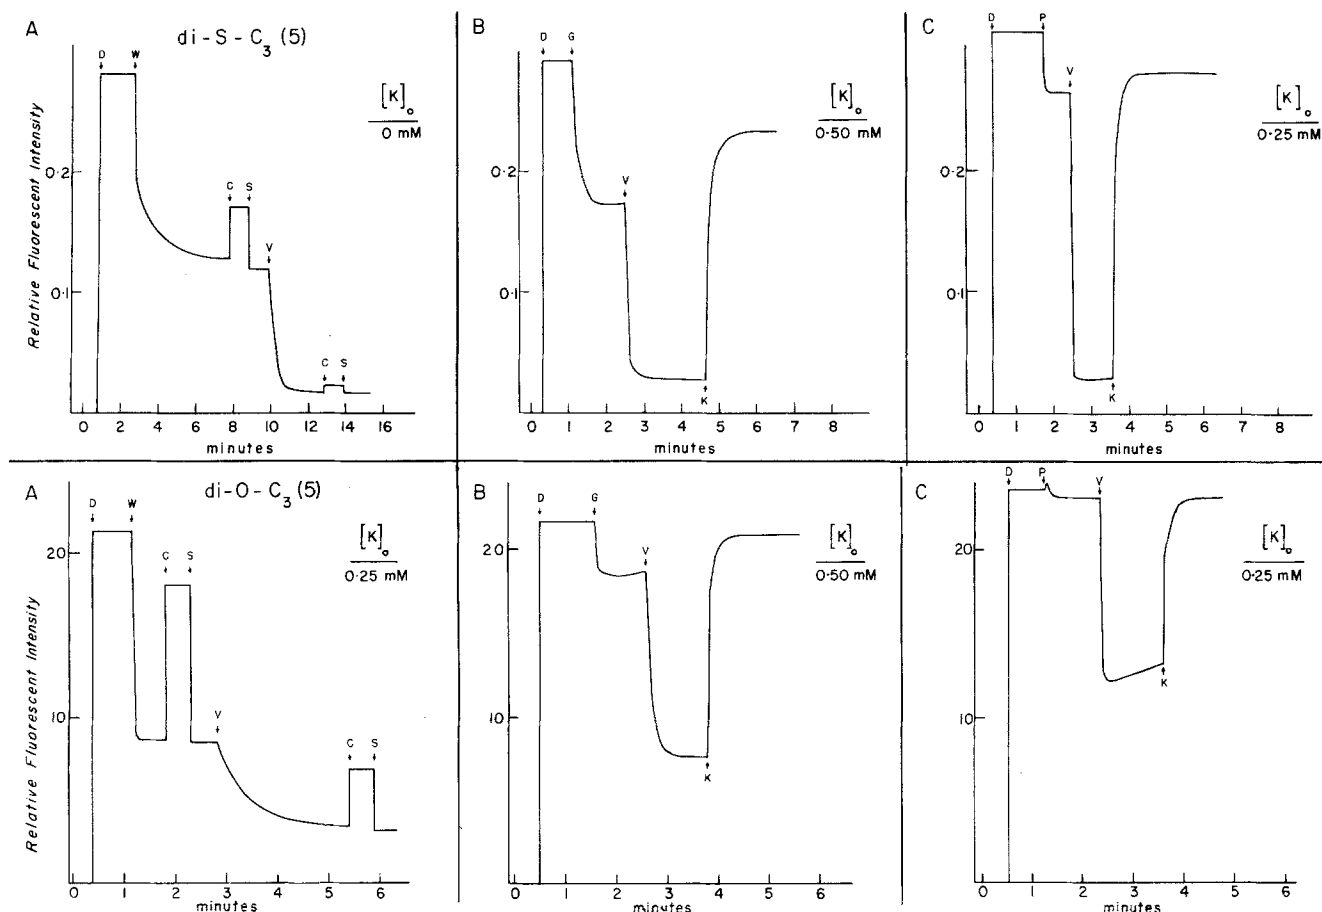 A
di-S-C3 (5)
D W
C S
V
C S
[K]o
0 mM
0·2
0·1
Relative Fluorescent Intensity
0 2 4 6 8 10 12 14 16
minutes
B
D G
V
K
[K]o
0·50 mM
0·2
0·1
0 1 2 3 4 5 6 7 8
minutes
C
D P
V
K
[K]o
0·25 mM
0·2
0·1
0 1 2 3 4 5 6 7 8
minutes
A
di-O-C3 (5)
D W
C S
V
C S
[K]o
0·25 mM
20
10
Relative Fluorescent Intensity
0 1 2 3 4 5 6
minutes
B
D G
V
K
[K]o
0·50 mM
20
10
0 1 2 3 4 5 6
minutes
C
D P V
K
[K]o
0·25 mM
20
10
0 1 2 3 4 5 6
minutes